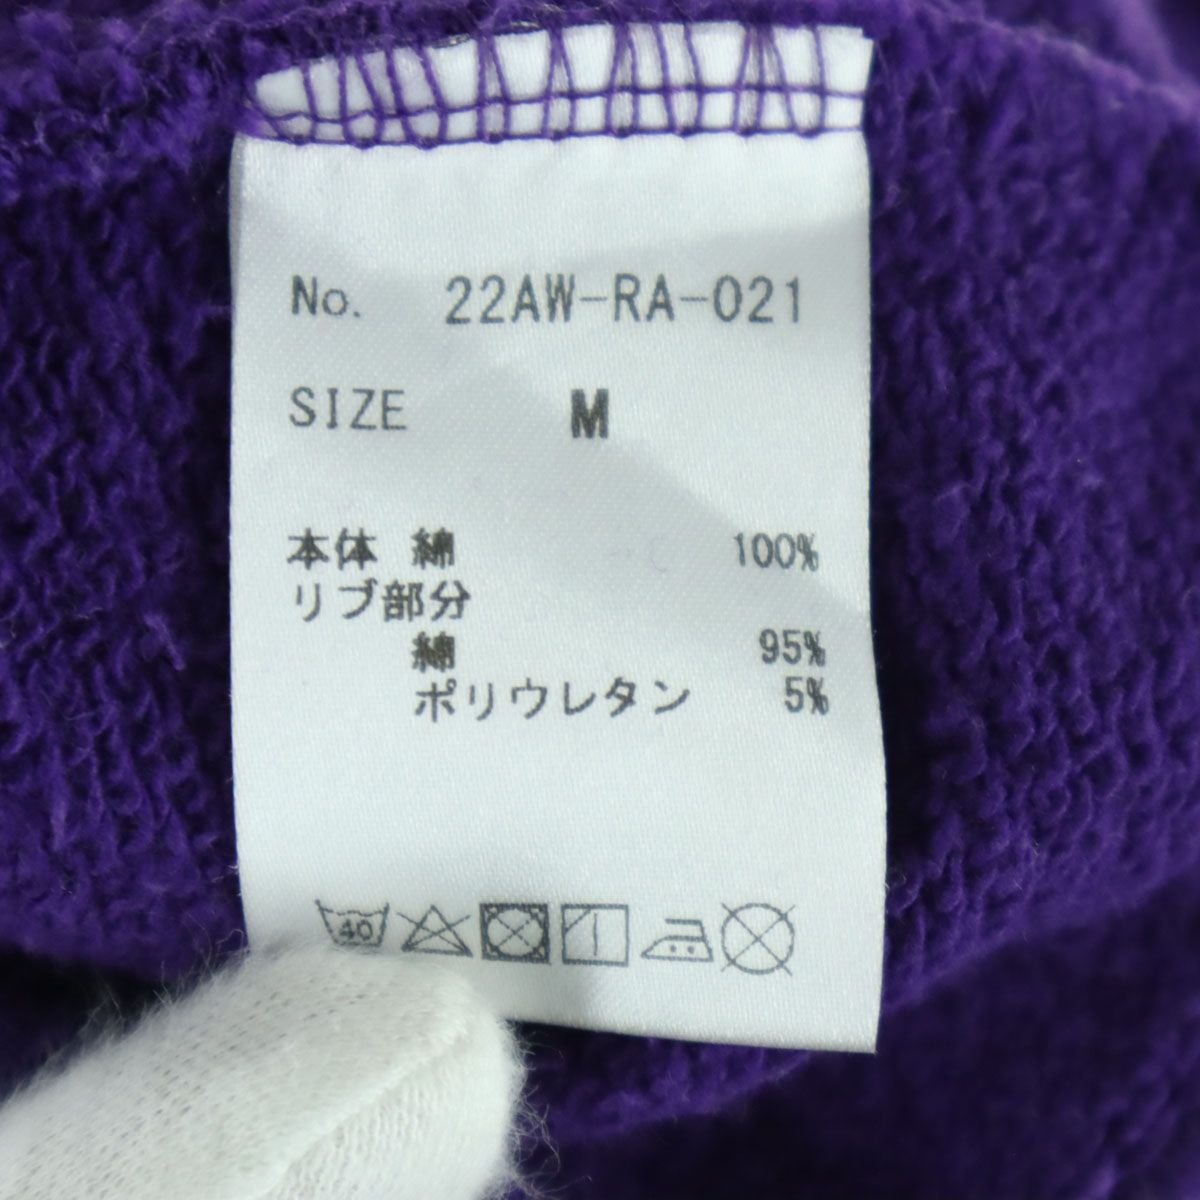 No. 22AW-RA-021
SIZE M
本体 綿 100%
リブ部分
綿 95%
ポリウレタン 5%
40